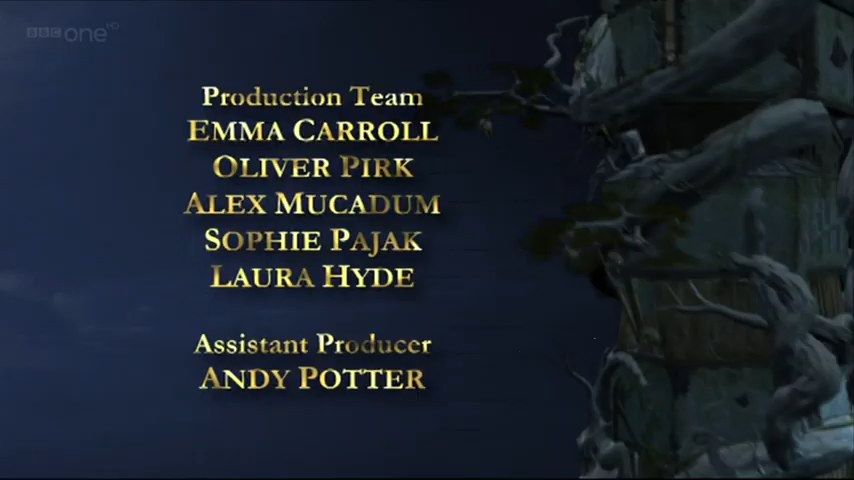 BBC one HD
Production Team
EMMA CARROLL
OLIVER PIRK
ALEX MUCADUM
SOPHIE PAJAK
LAURA HYDE
Assistant Producer
ANDY POTTER